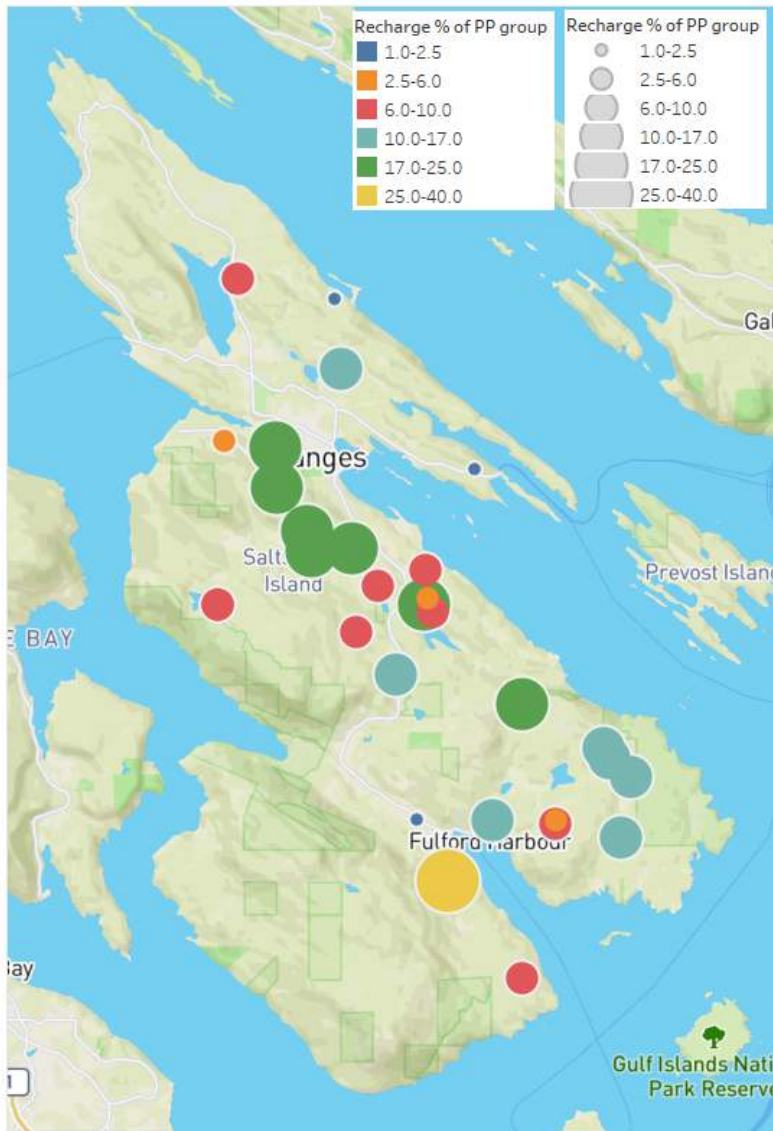 Recharge % of PP group
1.0-2.5
2.5-6.0
6.0-10.0
10.0-17.0
17.0-25.0
25.0-40.0
Recharge % of PP group
1.0-2.5
2.5-6.0
6.0-10.0
10.0-17.0
17.0-25.0
25.0-40.0
Gal
anges
Salt
Island
Prevost Island
E BAY
Fulford Harbour
Bay
1
Gulf Islands Nati
Park Reserve